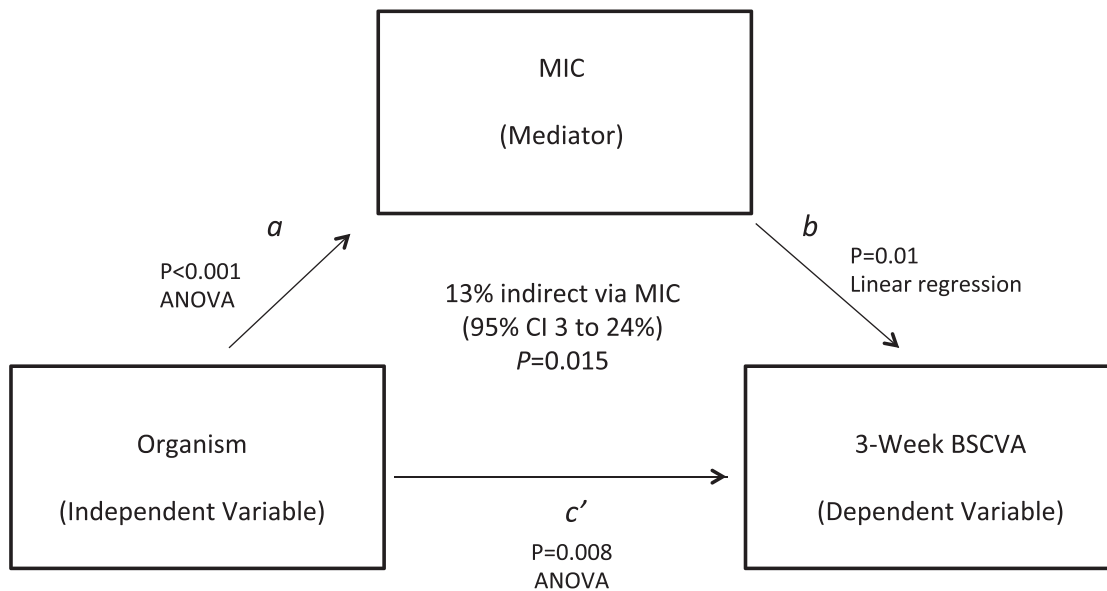 MIC
(Mediator)
a
P<0.001
ANOVA
b
P=0.01
Linear regression
13% indirect via MIC
(95% CI 3 to 24%)
P=0.015
Organism
(Independent Variable)
3-Week BSCVA
(Dependent Variable)
c’
P=0.008
ANOVA